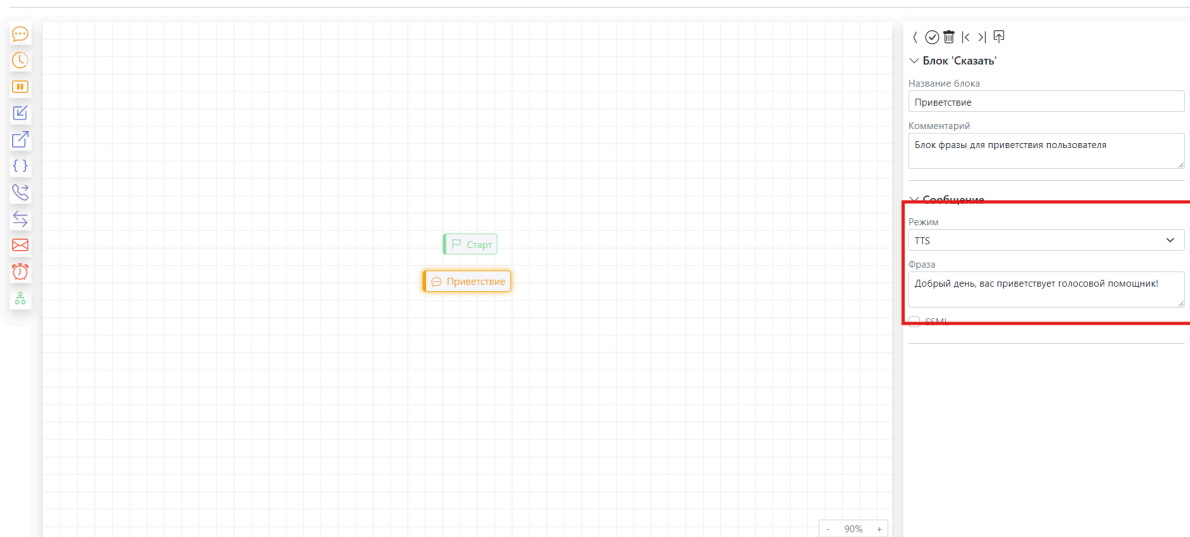 Старт
Приветствие
- 90% +
Блок 'Сказать'
Название блока
Приветствие
Комментарий
Блок фразы для приветствия пользователя
Сообщение
Режим
TTS
Фраза
Добрый день, вас приветствует голосовой помощник!
SSML